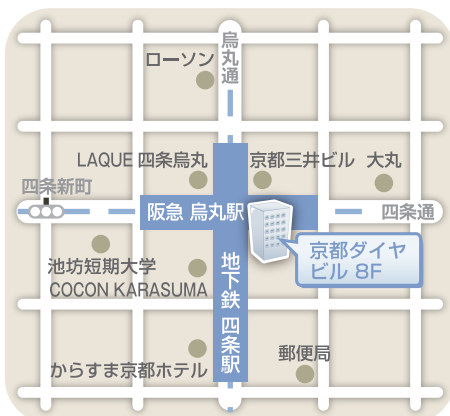 烏丸通
ローソン
LAQUE 四条烏丸
京都三井ビル
大丸
四条新町
阪急 烏丸駅
四条通
京都ダイヤ
ビル 8F
池坊短期大学
COCON KARASUMA
地下鉄 四条駅
郵便局
からすま京都ホテル